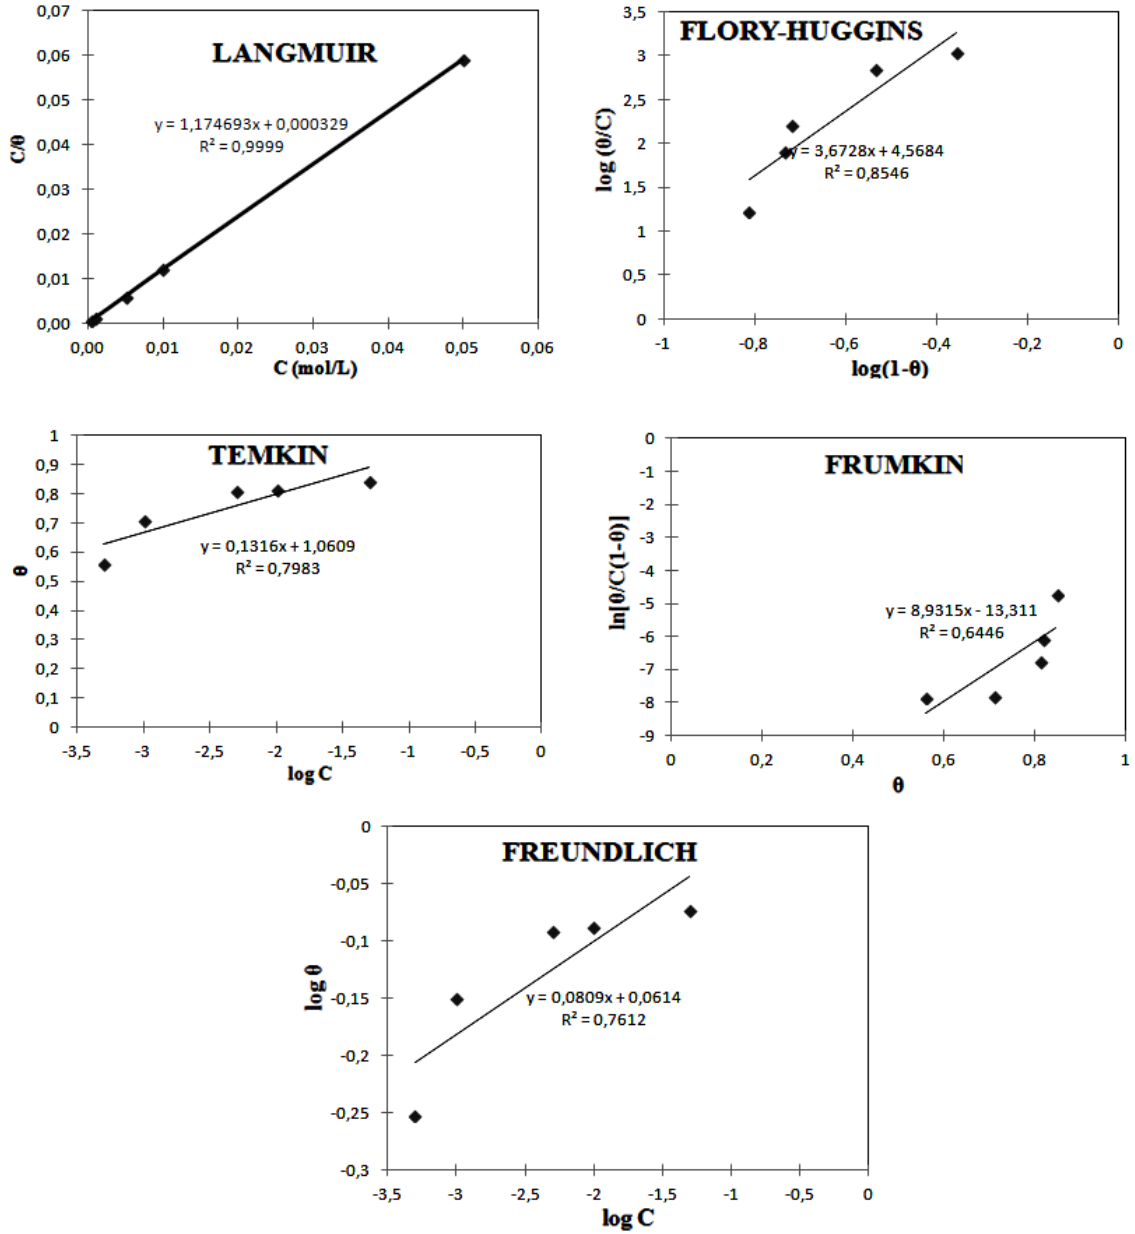 LANGMUIR
C/θ
0,07
0,06
0,05
0,04
0,03
0,02
0,01
0,00
y = 1,174693x + 0,000329
R² = 0,9999
0,00 0,01 0,02 0,03 0,04 0,05 0,06
C (mol/L)
FLORY-HUGGINS
log (θ/C)
3,5
3
2,5
2
1,5
1
0,5
0
y = 3,6728x + 4,5684
R² = 0,8546
-1 -0,8 -0,6 -0,4 -0,2 0
log(1-θ)
TEMKIN
θ
1
0,9
0,8
0,7
0,6
0,5
0,4
0,3
0,2
0,1
0
y = 0,1316x + 1,0609
R² = 0,7983
-3,5 -3 -2,5 -2 -1,5 -1 -0,5 0
log C
FRUMKIN
ln[θ/C(1-θ)]
0
-1
-2
-3
-4
-5
-6
-7
-8
-9
y = 8,9315x - 13,311
R² = 0,6446
0 0,2 0,4 0,6 0,8 1
θ
FREUNDLICH
log θ
0
-0,05
-0,1
-0,15
-0,2
-0,25
-0,3
y = 0,0809x + 0,0614
R² = 0,7612
-3,5 -3 -2,5 -2 -1,5 -1 -0,5 0
log C